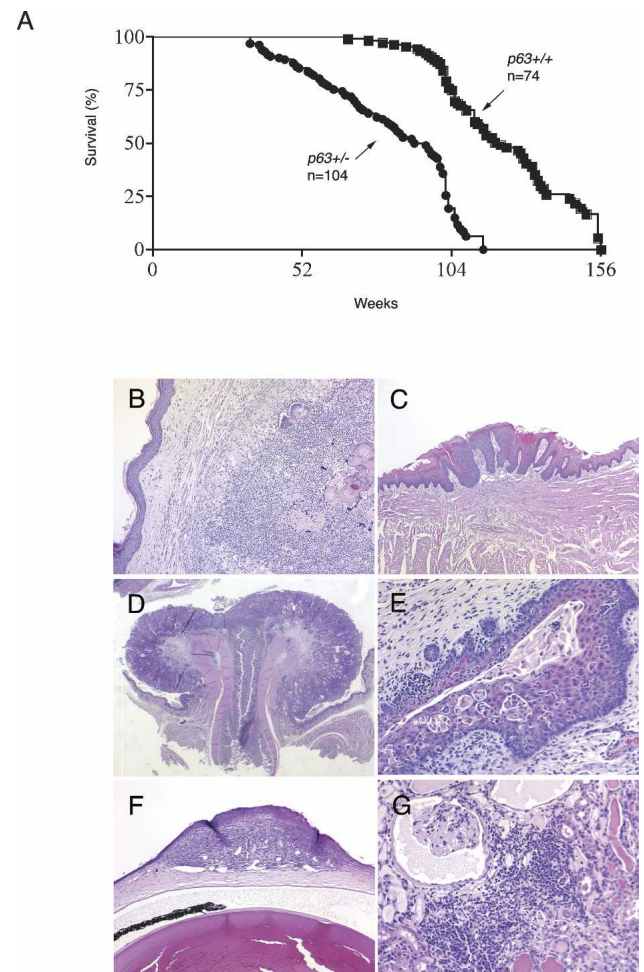 A
100
75
50
25
0
Survival (%)
p63+/+
n=74
p63+/-
n=104
0
52
104
156
Weeks
B
C
D
E
F
G